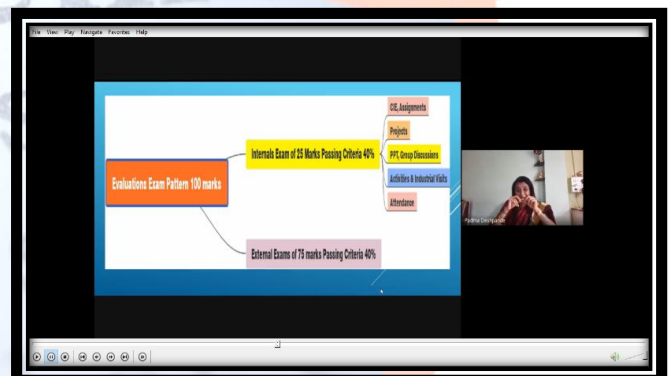 File View Play Navigate Favorites Help
CIE, Assignments
Projects
Internals Exam of 25 Marks Passing Criteria 40%
PPT, Group Discussions
Evaluations Exam Pattern 100 marks
Activities & Industrial Visits
Attendance
External Exams of 75 marks Passing Criteria 40%
Deshpande